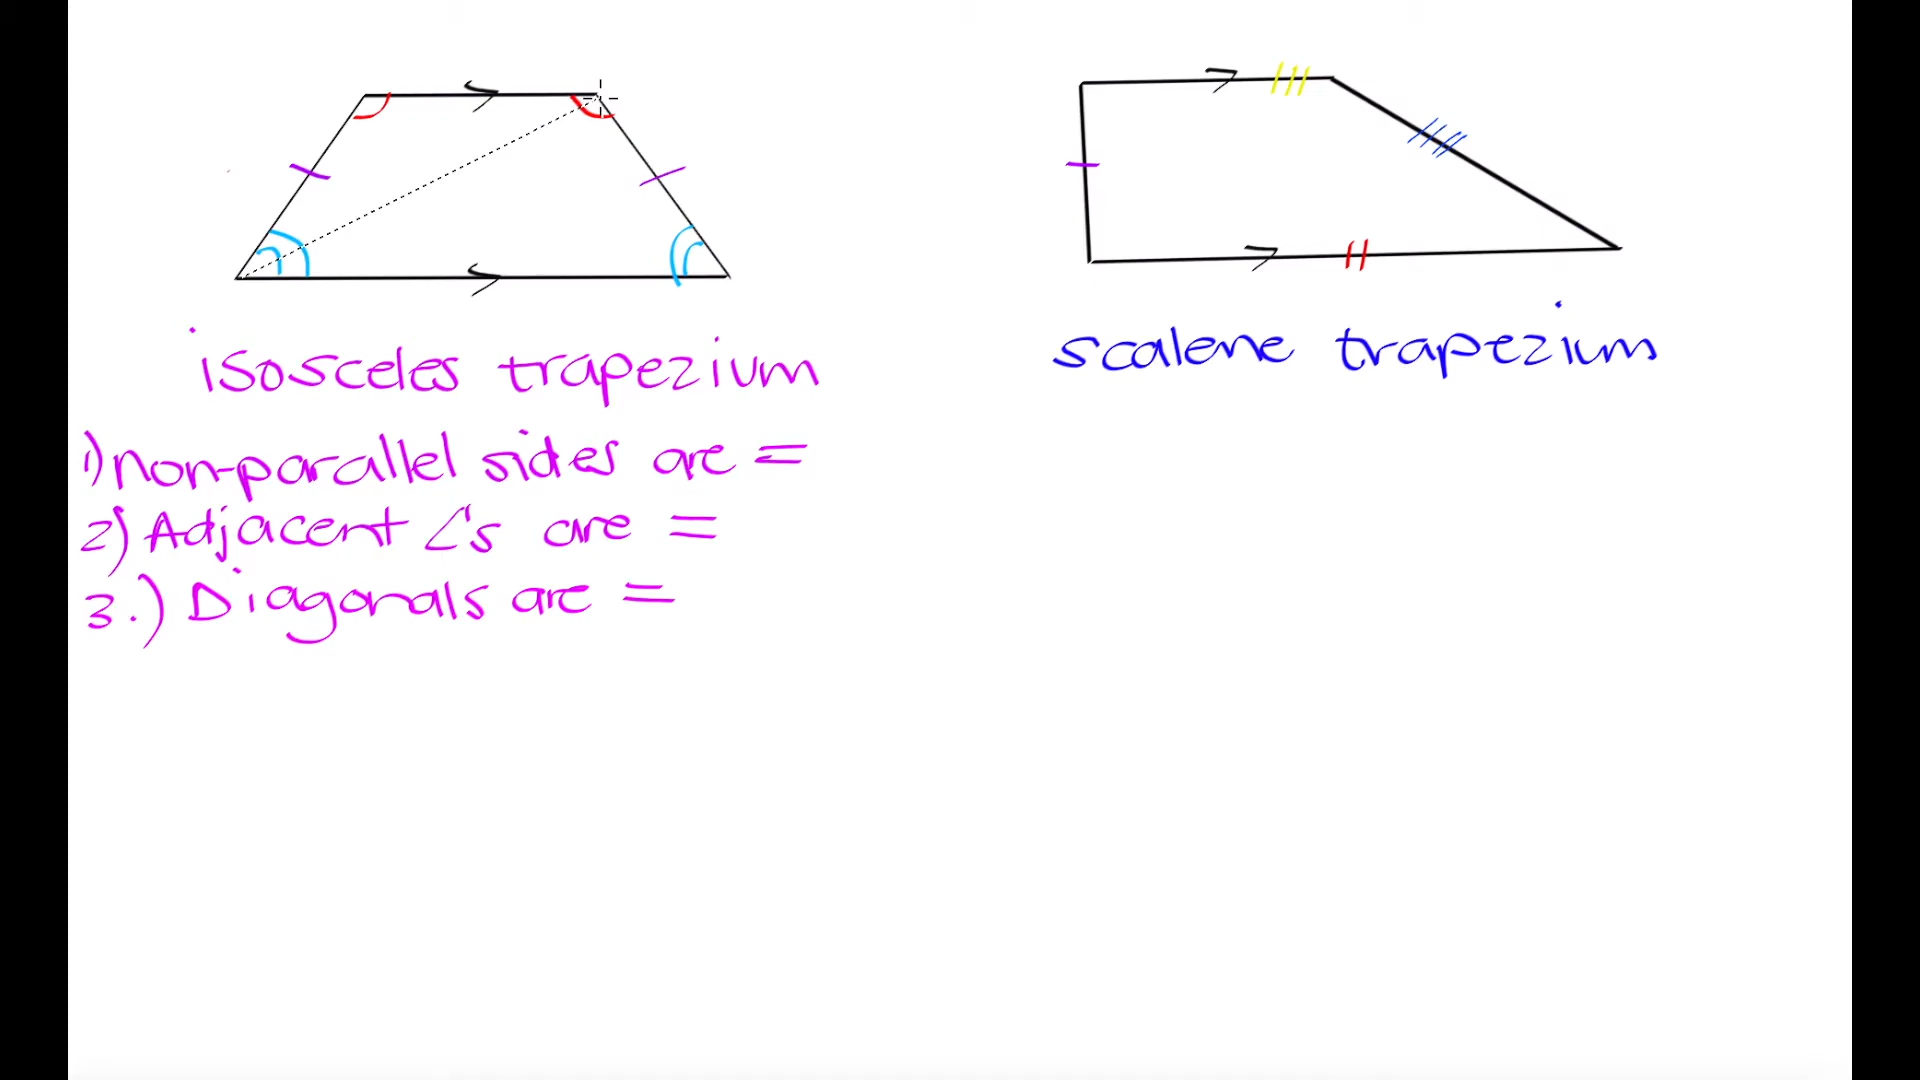 isosceles trapezium
1) non-parallel sides are =
2) Adjacent ∠'s are =
3.) Diagonals are =
scalene trapezium